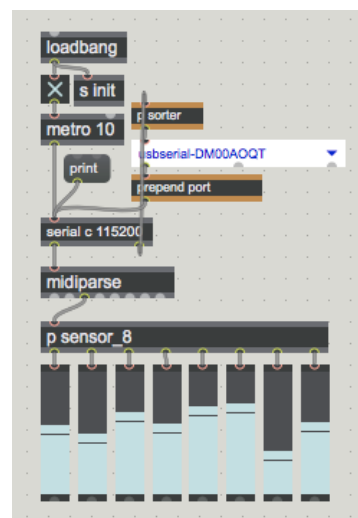 loadbang
s init
metro 10
p sorter
print
usbserial-DM00AOQT
prepend port
serial c 115200
midiparse
p sensor_8